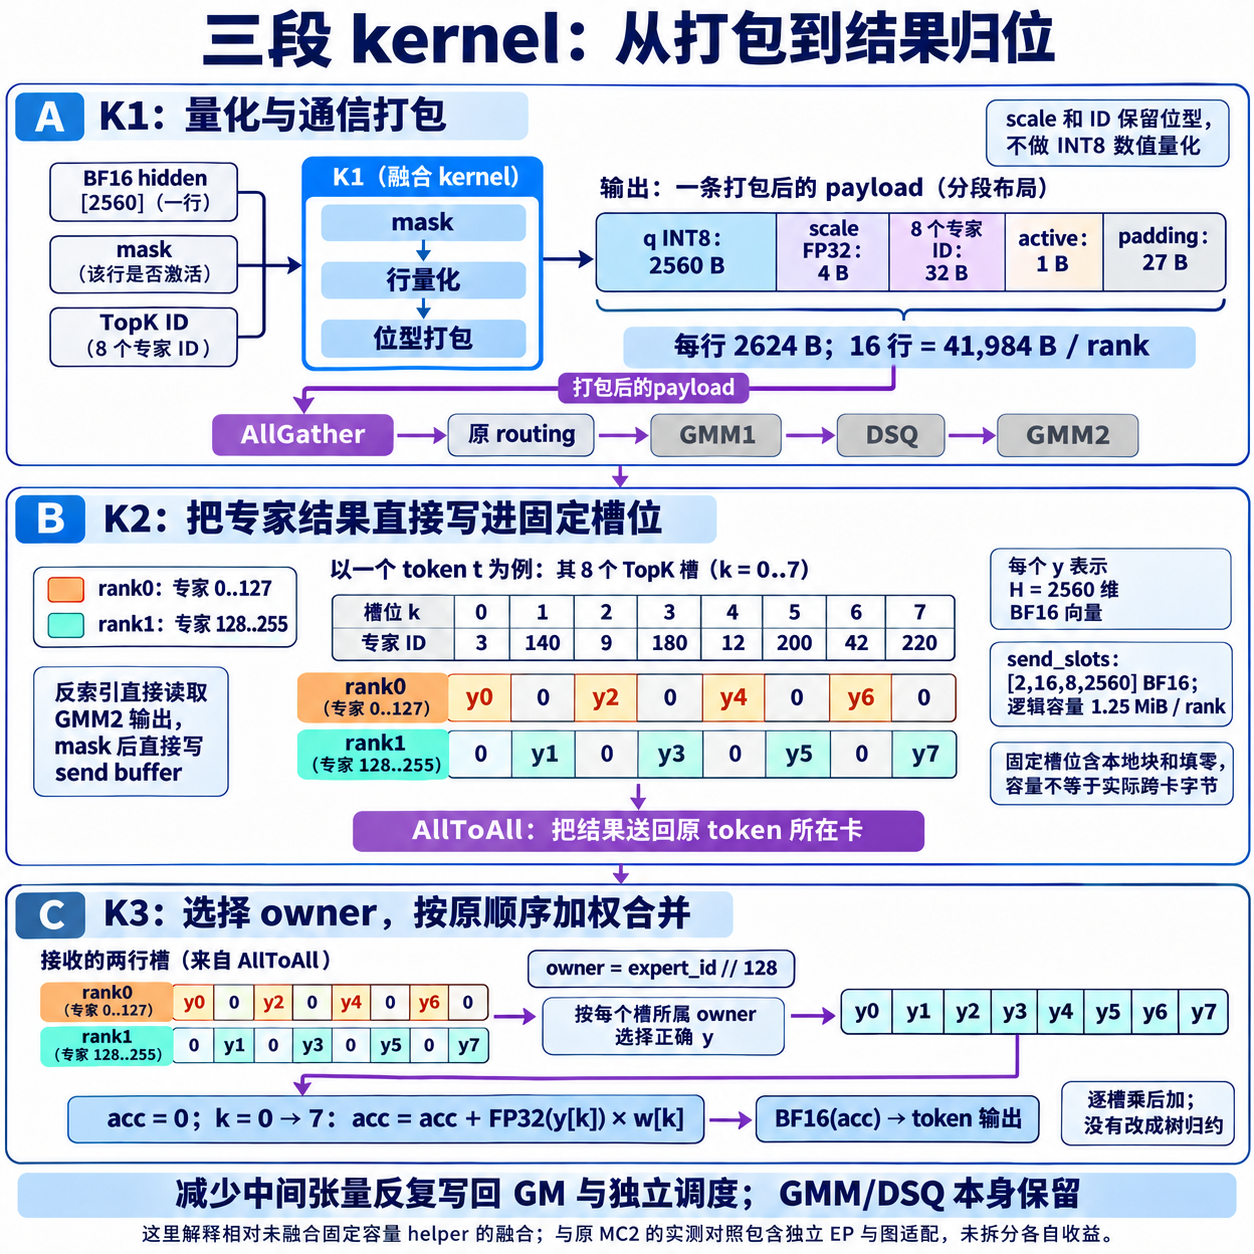 三段 kernel：从打包到结果归位
A
K1：量化与通信打包
scale 和 ID 保留位型，
不做 INT8 数值量化
BF16 hidden
[2560]（一行）
mask
（该行是否激活）
TopK ID
（8 个专家 ID）
K1（融合 kernel）
mask
行量化
位型打包
输出：一条打包后的 payload（分段布局）
q INT8：
2560 B
scale
FP32：
4 B
8 个专家
ID：
32 B
active：
1 B
padding：
27 B
每行 2624 B；16 行 = 41,984 B / rank
打包后的payload
AllGather
原 routing
GMM1
DSQ
GMM2
B
K2：把专家结果直接写进固定槽位
rank0：专家 0..127
rank1：专家 128..255
反索引直接读取
GMM2 输出，
mask 后直接写
send buffer
以一个 token t 为例：其 8 个 TopK 槽（k = 0..7）
槽位 k 0 1 2 3 4 5 6 7
专家 ID 3 140 9 180 12 200 42 220
rank0
（专家 0..127）
y0 0 y2 0 y4 0 y6 0
rank1
（专家 128..255）
0 y1 0 y3 0 y5 0 y7
每个 y 表示
H = 2560 维
BF16 向量
send_slots：
[2,16,8,2560] BF16；
逻辑容量 1.25 MiB / rank
固定槽位含本地块和填零，
容量不等于实际跨卡字节
AllToAll：把结果送回原 token 所在卡
C
K3：选择 owner，按原顺序加权合并
接收的两行槽（来自 AllToAll）
rank0
（专家 0..127）
y0 0 y2 0 y4 0 y6 0
rank1
（专家 128..255）
0 y1 0 y3 0 y5 0 y7
owner = expert_id // 128
按每个槽所属 owner
选择正确 y
y0 y1 y2 y3 y4 y5 y6 y7
acc = 0；k = 0 → 7：acc = acc + FP32(y[k]) × w[k]
BF16(acc) → token 输出
逐槽乘后加；
没有改成树归约
减少中间张量反复写回 GM 与独立调度；GMM/DSQ 本身保留
这里解释相对未融合固定容量 helper 的融合；与原 MC2 的实测对照包含独立 EP 与图适配，未拆分各自收益。